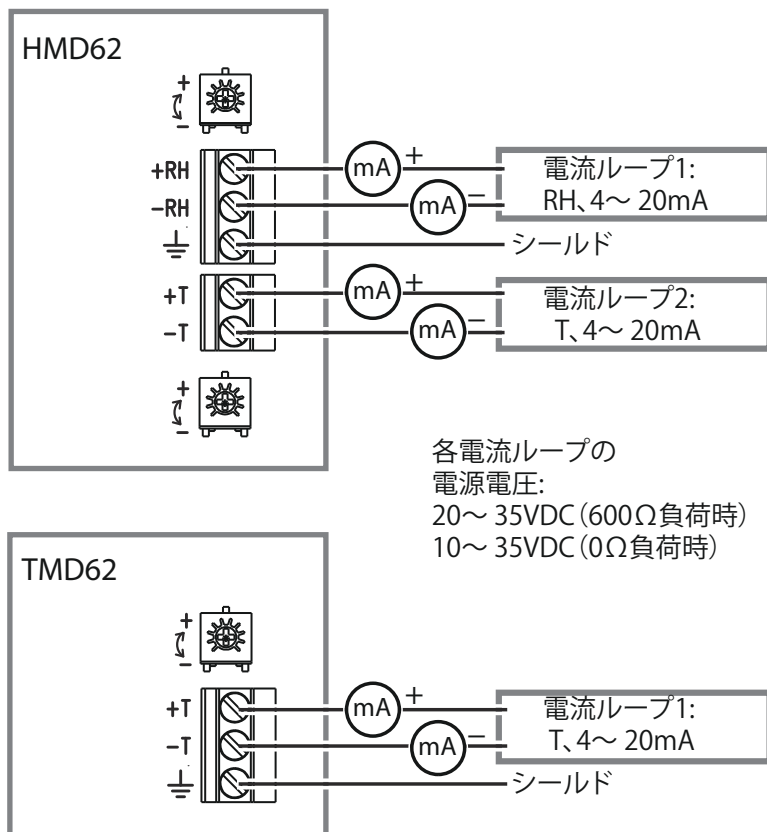 HMD62
+
-
+RH
mA
+
電流ループ1:
RH、4～ 20mA
-RH
mA
−
シールド
+T
mA
+
電流ループ2:
T、4～ 20mA
-T
mA
−
+
-
各電流ループの
電源電圧:
20～ 35VDC（600Ω負荷時）
10～ 35VDC（0Ω負荷時）
TMD62
+
-
+T
mA
+
電流ループ1:
T、4～ 20mA
-T
mA
−
シールド